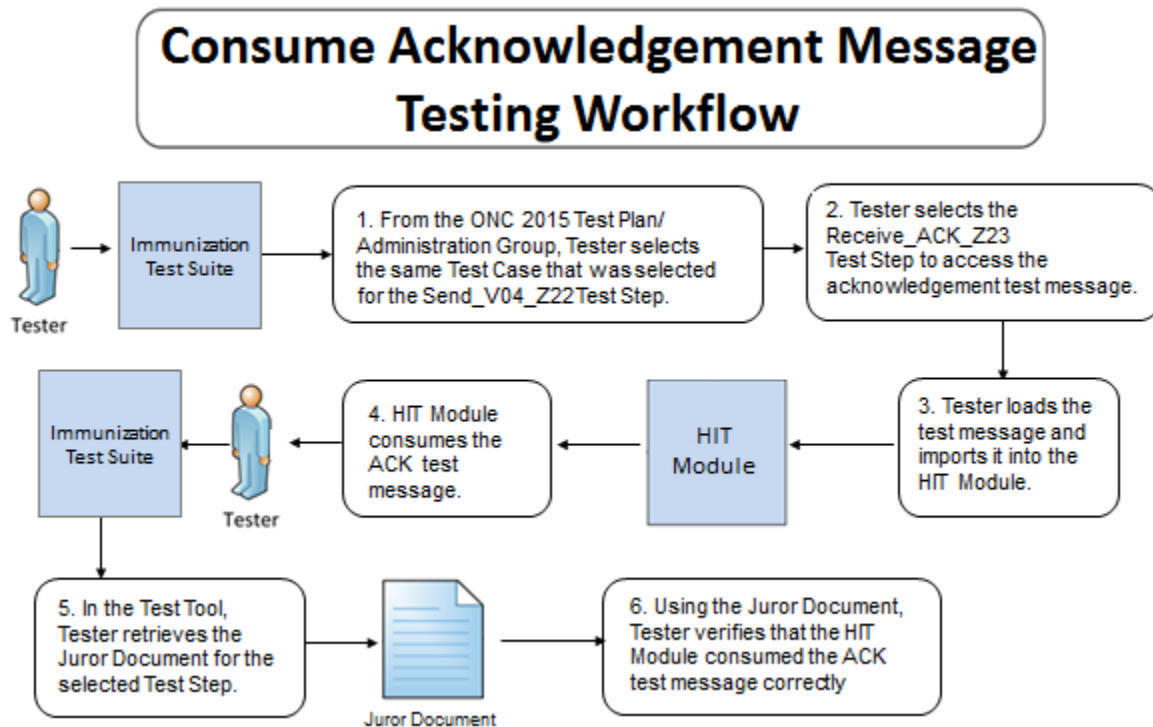 Consume Acknowledgement Message
Testing Workflow
Tester
Immunization
Test Suite
1. From the ONC 2015 Test Plan/
Administration Group, Tester selects
the same Test Case that was selected
for the Send_V04_Z22 Test Step.
2. Tester selects the
Receive_ACK_Z23
Test Step to access the
acknowledgement test message.
3. Tester loads the
test message and
imports it into the
HIT Module.
HIT
Module
4. HIT Module
consumes the
ACK test
message.
Tester
Immunization
Test Suite
5. In the Test Tool,
Tester retrieves the
Juror Document for the
selected Test Step.
Juror Document
6. Using the Juror Document,
Tester verifies that the HIT
Module consumed the ACK
test message correctly